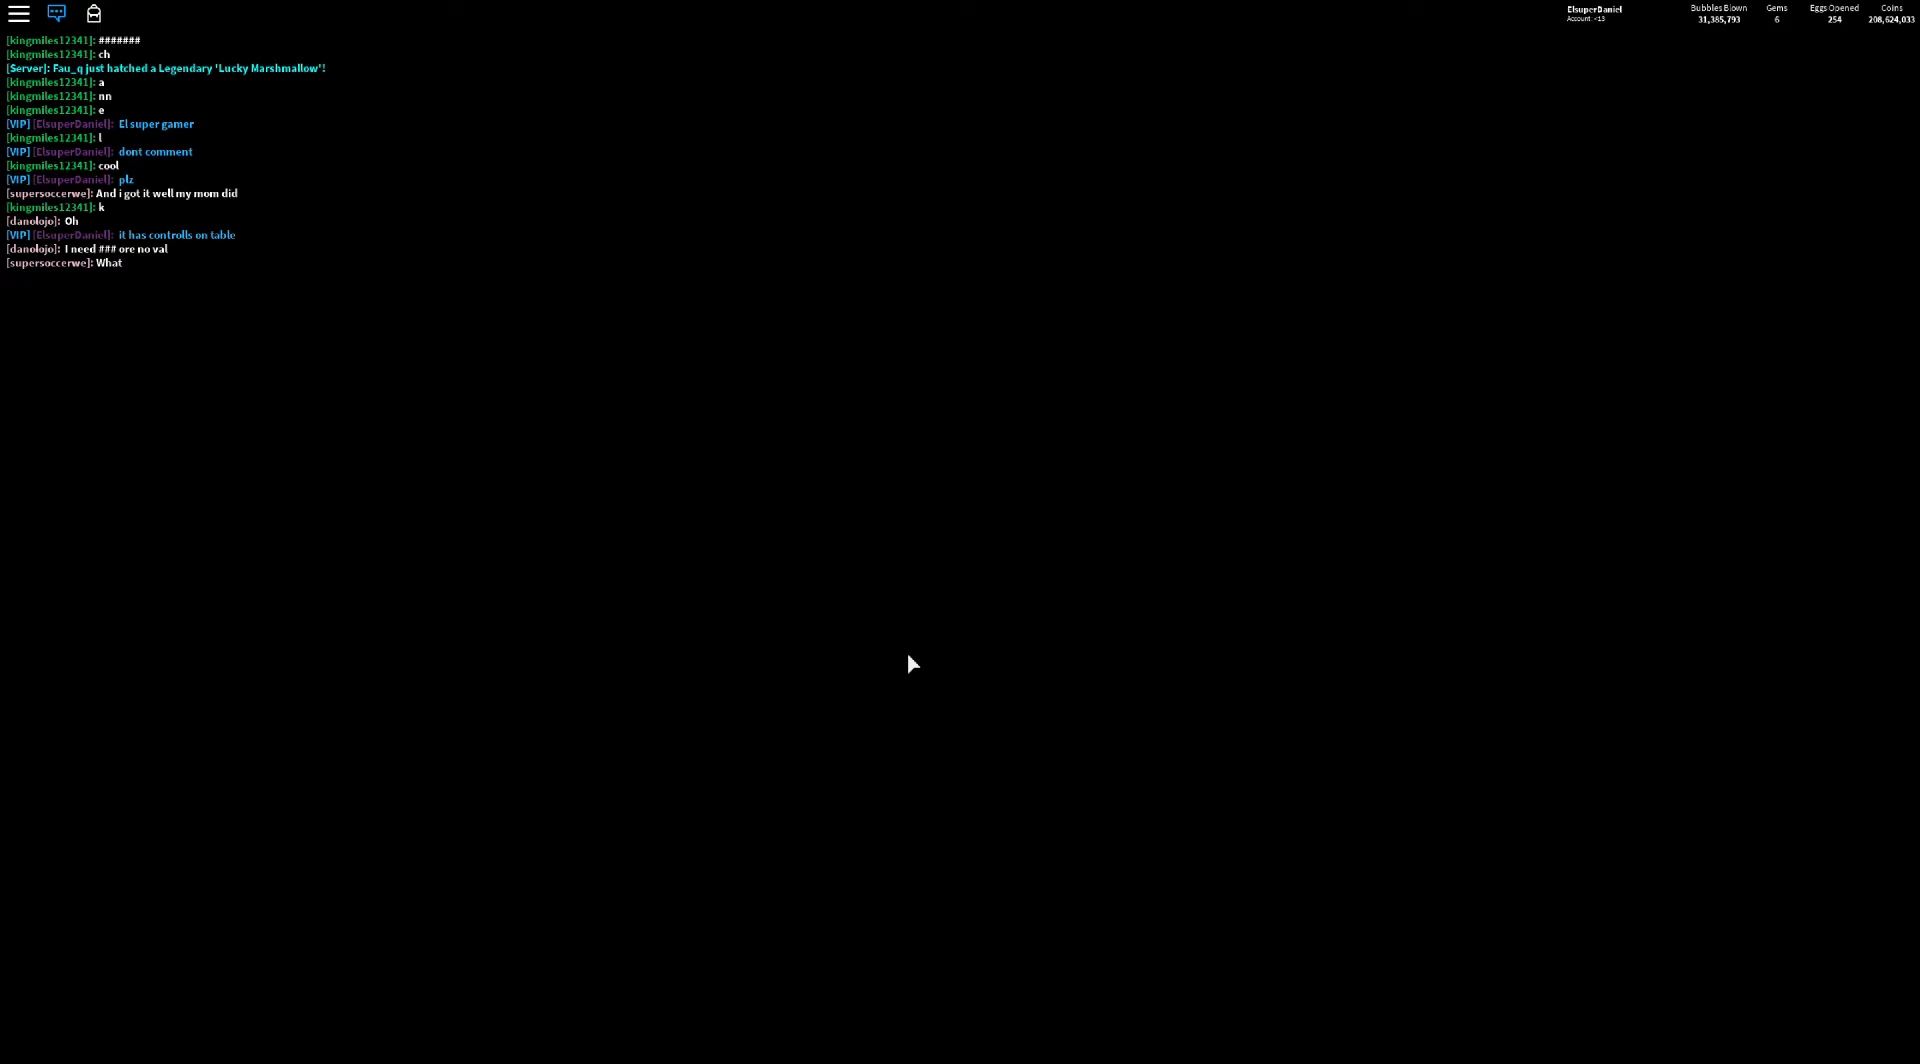 ElsuperDaniel
Account: <13
Bubbles Blown
31,385,793
Gems
6
Eggs Opened
254
Coins
208,624,033
[kingmiles12341]: #######
[kingmiles12341]: ch
[Server]: Fau_q just hatched a Legendary 'Lucky Marshmallow'!
[kingmiles12341]: a
[kingmiles12341]: nn
[kingmiles12341]: e
[VIP] [ElsuperDaniel]: El super gamer
[kingmiles12341]: l
[VIP] [ElsuperDaniel]: dont comment
[kingmiles12341]: cool
[VIP] [ElsuperDaniel]: plz
[supersoccerwe]: And i got it well my mom did
[kingmiles12341]: k
[danolojo]: Oh
[VIP] [ElsuperDaniel]: it has controlls on table
[danolojo]: I need ### ore no val
[supersoccerwe]: What